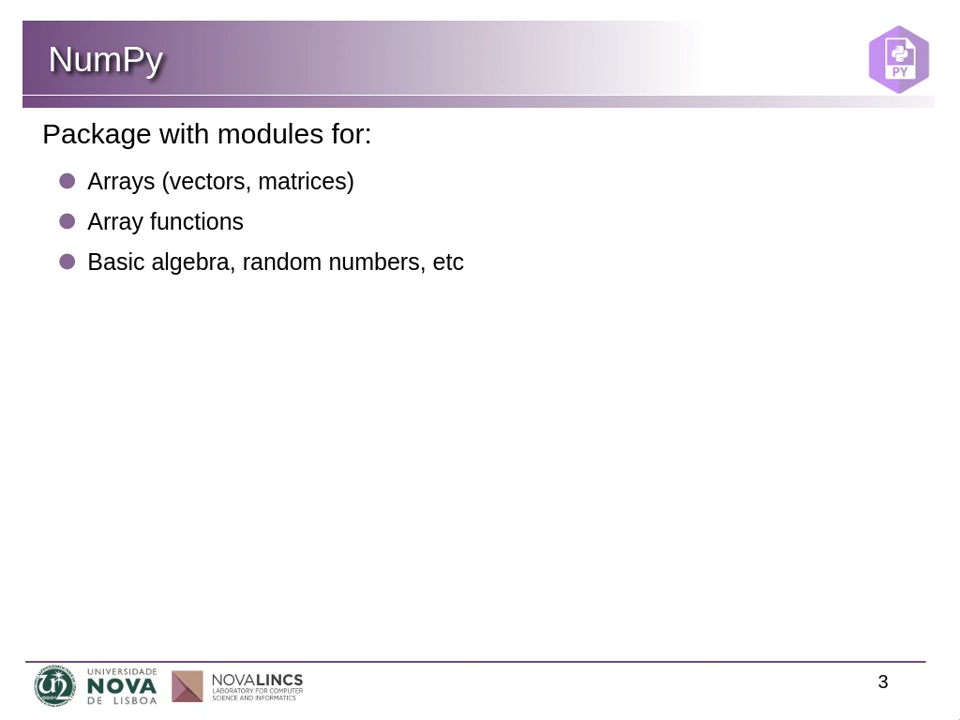 NumPy
PY
Package with modules for:
Arrays (vectors, matrices)
Array functions
Basic algebra, random numbers, etc
UNIVERSIDADE
NOVA
DE LISBOA
NOVALINCS
LABORATORY FOR COMPUTER
SCIENCE AND INFORMATICS
3